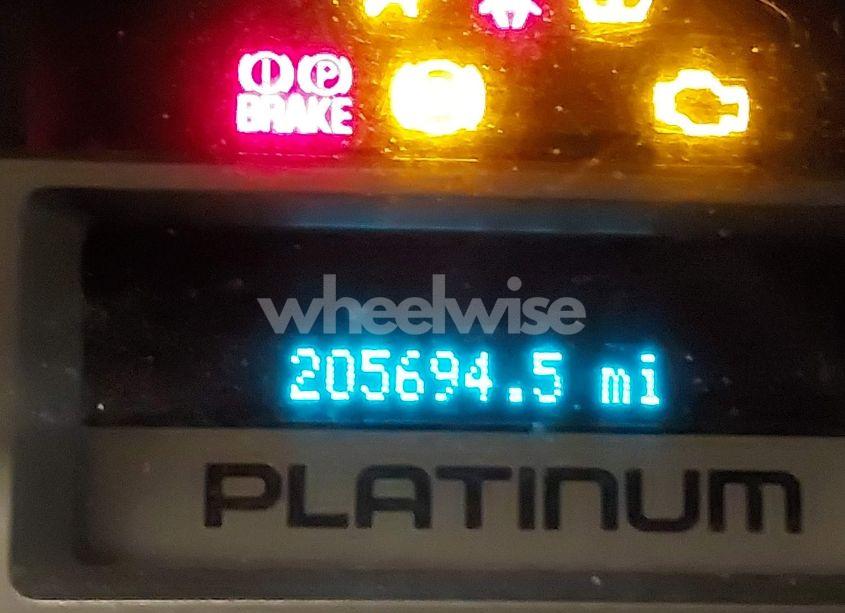 P
BRAKE
wheelwise
205694.5 mi
PLATINUM